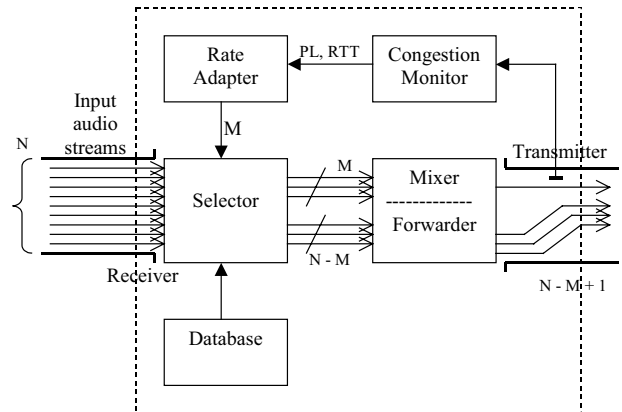 Rate
Adapter
PL, RTT
Congestion
Monitor
Input
audio
streams
N
M
Transmitter
Selector
M
Mixer
Forwarder
Receiver
N - M
N - M + 1
Database